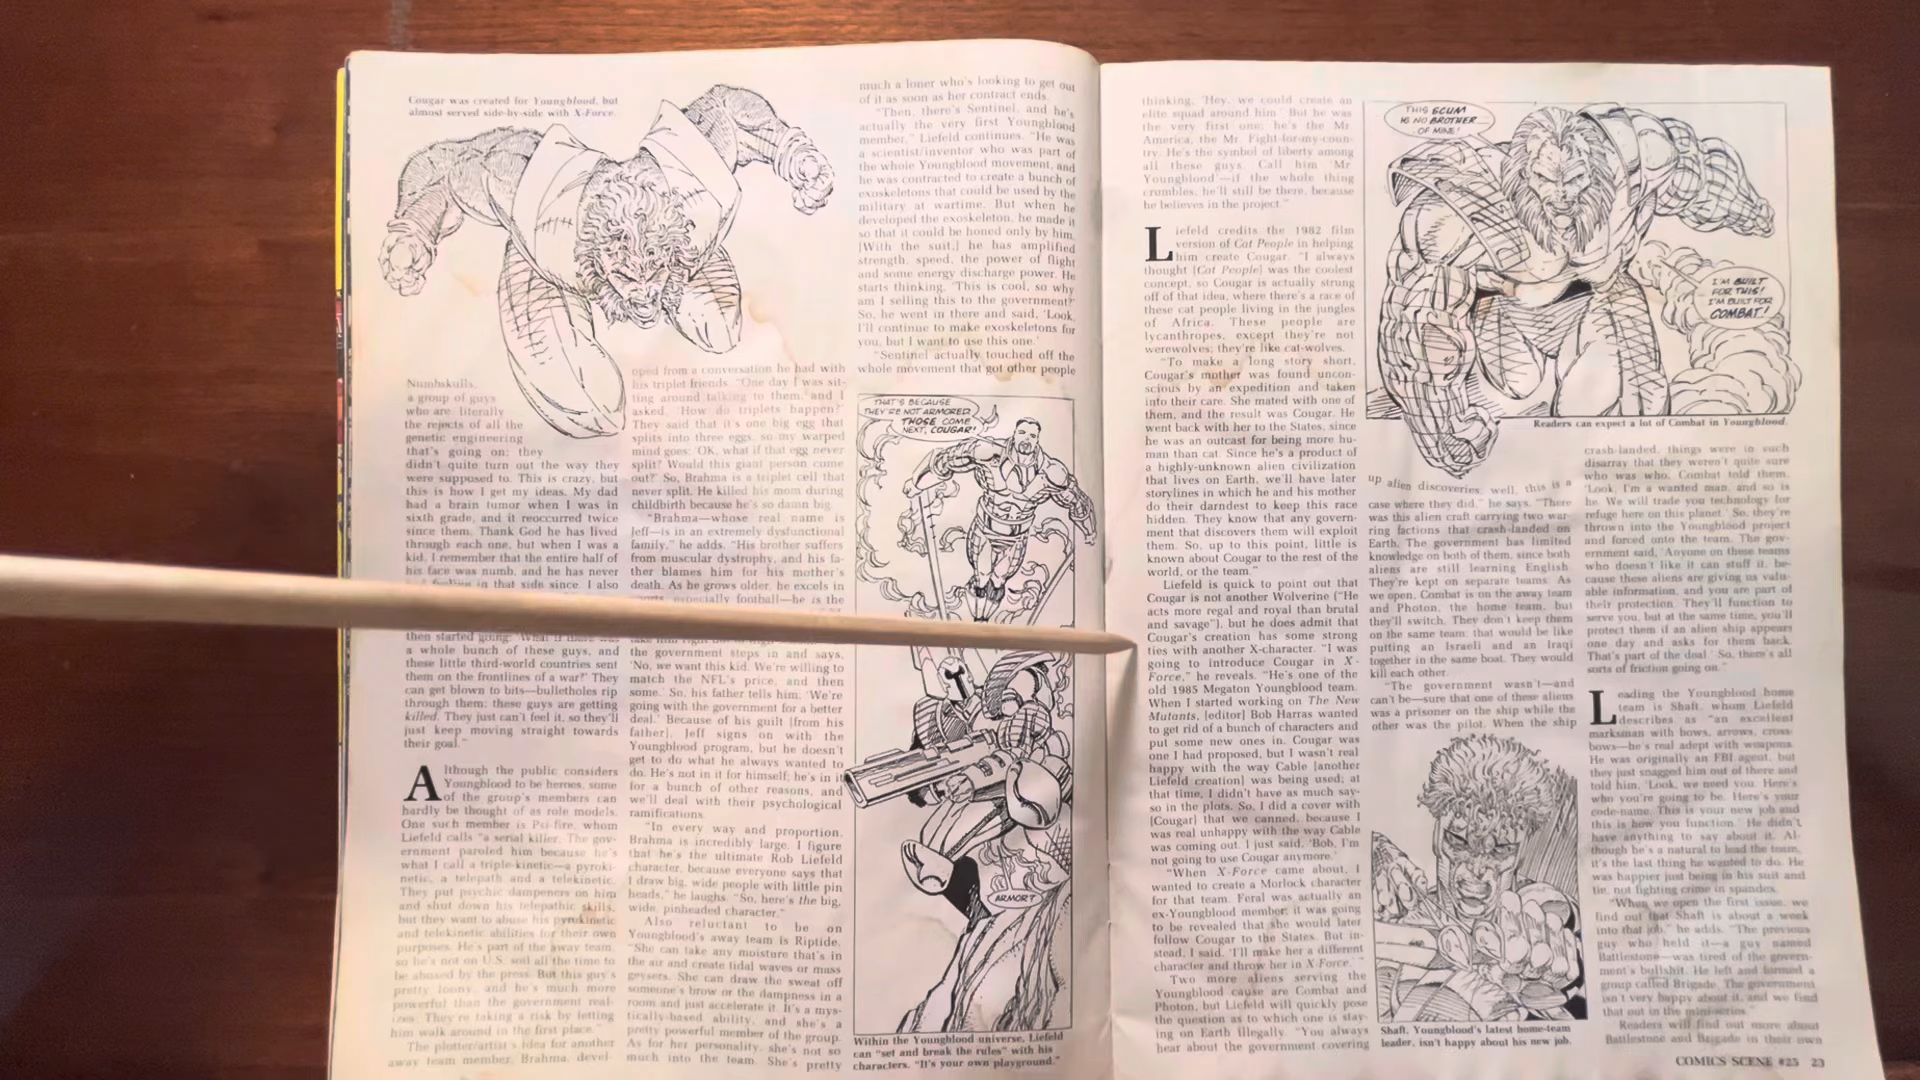 Cougar was created for Youngblood, but
almost served side-by-side with X-Force.
Numbskulls,
a group of guys
who are literally
the rejects of all the
genetic engineering
that's going on; they
didn't quite turn out the way they
were supposed to. This is crazy, but
this is how I get my ideas. My dad
had a brain tumor when I was in
sixth grade, and it reoccurred twice
since them. Thank God he has lived
through each one, but when I was a
kid, I remember that the entire half of
his face was numb, and he has never
in that side since. I also
then started going: 'What if there was
a whole bunch of these guys, and
these little third-world countries sent
them on the frontlines of a war?' They
can get blown to bits—bulletholes rip
through them; these guys are getting
killed. They just can't feel it, so they'll
just keep moving straight towards
their goal."
Although the public considers
Youngblood to be heroes, some
of the group's members can
hardly be thought of as role models.
One such member is Psi-fire, whom
Liefeld calls "a serial killer. The gov-
ernment paroled him because he's
what I call a triple-kinetic—a pyroki-
netic, a telepath and a telekinetic.
They put psychic dampeners on him
and shut down his telepathic skills,
but they want to abuse his pyrokinetic
and telekinetic abilities for their own
purposes. He's part of the away team,
so he's not on U.S. soil all the time to
be abused by the press. But this guy's
pretty loony, and he's much more
powerful than the government real-
izes. They're taking a risk by letting
him walk around in the first place."
The plotter/artist's idea for another
away team member, Brahma, devel-
oped from a conversation he had with
his triplet friends. "One day I was sit-
ting around talking to them, and I
asked, 'How do triplets happen?'
They said that it's one big egg that
splits into three eggs, so my warped
mind goes: 'OK, what if that egg never
split? Would this giant person come
out?' So, Brahma is a triplet cell that
never split. He killed his mom during
childbirth because he's so damn big.
"Brahma—whose real name is
Jeff—is in an extremely dysfunctional
family," he adds. "His brother suffers
from muscular dystrophy, and his fa-
ther blames him for his mother's
death. As he grows older, he excels in
sports, especially football—he is the
take him right out of high
the government steps in and says,
'No, we want this kid. We're willing to
match the NFL's price, and then
some.' So, his father tells him, 'We're
going with the government for a better
deal.' Because of his guilt [from his
father], Jeff signs on with the
Youngblood program, but he doesn't
get to do what he always wanted to
do. He's not in it for himself; he's in it
for a bunch of other reasons, and
we'll deal with their psychological
ramifications.
"In every way and proportion,
Brahma is incredibly large. I figure
that he's the ultimate Rob Liefeld
character, because everyone says that
I draw big, wide people with little pin
heads," he laughs. "So, here's the big,
wide, pinheaded character."
Also reluctant to be on
Youngblood's away team is Riptide.
"She can take any moisture that's in
the air and create tidal waves or mass
geysers. She can draw the sweat off
someone's brow or the dampness in a
room and just accelerate it. It's a mys-
tically-based ability, and she's a
pretty powerful member of the group.
As for her personality, she's not so
much into the team. She's pretty
much a loner who's looking to get out
of it as soon as her contract ends.
"Then, there's Sentinel, and he's
actually the very first Youngblood
member," Liefeld continues. "He was
a scientist/inventor who was part of
the whole Youngblood movement, and
he was contracted to create a bunch of
exoskeletons that could be used by the
military at wartime. But when he
developed the exoskeleton, he made it
so that it could be honed only by him.
[With the suit,] he has amplified
strength, speed, the power of flight
and some energy discharge power. He
starts thinking, 'This is cool, so why
am I selling this to the government?'
So, he went in there and said, 'Look,
I'll continue to make exoskeletons for
you, but I want to use this one.'
"Sentinel actually touched off the
whole movement that got other people
THAT'S BECAUSE
THEY'RE NOT ARMORED.
THOSE COME
NEXT, COUGAR!
ARMOR?
Within the Youngblood universe, Liefeld
can "set and break the rules" with his
characters. "It's your own playground."
thinking, 'Hey, we could create an
elite squad around him.' But he was
the very first one; he's the Mr.
America, the Mr. Fight-for-my-coun-
try. He's the symbol of liberty among
all these guys. Call him 'Mr.
Youngblood'—if the whole thing
crumbles, he'll still be there, because
he believes in the project."
Liefeld credits the 1982 film
version of Cat People in helping
him create Cougar. "I always
thought [Cat People] was the coolest
concept, so Cougar is actually strung
off of that idea, where there's a race of
these cat people living in the jungles
of Africa. These people are
lycanthropes, except they're not
werewolves; they're like cat-wolves.
"To make a long story short,
Cougar's mother was found uncon-
scious by an expedition and taken
into their care. She mated with one of
them, and the result was Cougar. He
went back with her to the States, since
he was an outcast for being more hu-
man than cat. Since he's a product of
a highly-unknown alien civilization
that lives on Earth, we'll have later
storylines in which he and his mother
do their darndest to keep this race
hidden. They know that any govern-
ment that discovers them will exploit
them. So, up to this point, little is
known about Cougar to the rest of the
world, or the team."
Liefeld is quick to point out that
Cougar is not another Wolverine ("He
acts more regal and royal than brutal
and savage"), but he does admit that
Cougar's creation has some strong
ties with another X-character. "I was
going to introduce Cougar in X-
Force," he reveals. "He's one of the
old 1985 Megaton Youngblood team.
When I started working on The New
Mutants, [editor] Bob Harras wanted
to get rid of a bunch of characters and
put some new ones in. Cougar was
one I had proposed, but I wasn't real
happy with the way Cable [another
Liefeld creation] was being used; at
that time, I didn't have as much say-
so in the plots. So, I did a cover with
[Cougar] that we canned, because I
was real unhappy with the way Cable
was coming out. I just said, 'Bob, I'm
not going to use Cougar anymore.'
"When X-Force came about, I
wanted to create a Morlock character
for that team. Feral was actually an
ex-Youngblood member; it was going
to be revealed that she would later
follow Cougar to the States. But in-
stead, I said, 'I'll make her a different
character and throw her in X-Force.' "
Two more aliens serving the
Youngblood cause are Combat and
Photon, but Liefeld will quickly pose
the question as to which one is stay-
ing on Earth illegally. "You always
hear about the government covering
THIS SCUM
IS NO BROTHER
OF MINE!
I'M BUILT
FOR THIS!
I'M BUILT FOR
COMBAT!
Readers can expect a lot of Combat in Youngblood.
up alien discoveries; well, this is a
case where they did," he says. "There
was this alien craft carrying two war-
ring factions that crash-landed on
Earth. The government has limited
knowledge on both of them, since both
aliens are still learning English.
They're kept on separate teams: As
we open, Combat is on the away team
and Photon, the home team, but
they'll switch. They don't keep them
on the same team; that would be like
putting an Israeli and an Iraqi
together in the same boat. They would
kill each other.
"The government wasn't—and
can't be—sure that one of these aliens
was a prisoner on the ship while the
other was the pilot. When the ship
Shaft, Youngblood's latest home-team
leader, isn't happy about his new job.
crash-landed, things were in such
disarray that they weren't quite sure
who was who. Combat told them,
'Look, I'm a wanted man, and so is
he. We will trade you technology for
refuge here on this planet.' So, they're
thrown into the Youngblood project
and forced onto the team. The gov-
ernment said, 'Anyone on these teams
who doesn't like it can stuff it, be-
cause these aliens are giving us valu-
able information, and you are part of
their protection. They'll function to
serve you, but at the same time, you'll
protect them if an alien ship appears
one day and asks for them back.
That's part of the deal.' So, there's all
sorts of friction going on."
Leading the Youngblood home
team is Shaft, whom Liefeld
describes as "an excellent
marksman with bows, arrows, cross-
bows—he's real adept with weapons.
He was originally an FBI agent, but
they just snagged him out of there and
told him, 'Look, we need you. Here's
who you're going to be. Here's your
code-name. This is your new job and
this is how you function.' He didn't
have anything to say about it. Al-
though he's a natural to lead the team,
it's the last thing he wanted to do. He
was happier just being in his suit and
tie, not fighting crime in spandex.
"When we open the first issue, we
find out that Shaft is about a week
into that job," he adds. "The previous
guy who held it—a guy named
Battlestone—was tired of the govern-
ment's bullshit. He left and formed a
group called Brigade. The government
isn't very happy about it, and we find
that out in the mini-series."
Readers will find out more about
Battlestone and Brigade in their own
COMICS SCENE #25 23